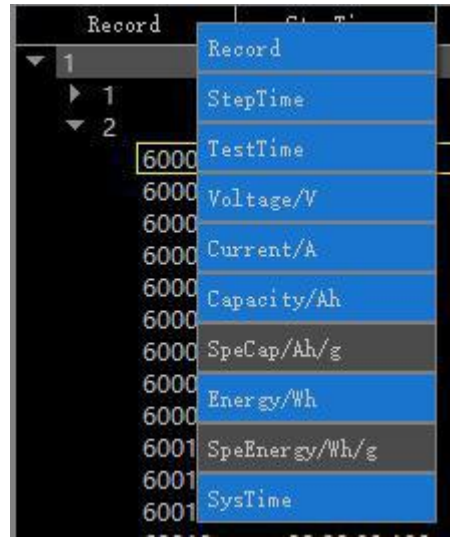 Record
1
Record
StepTime
1
2
TestTime
6000
Voltage/V
6000
6000
Current/A
6000
6000
Capacity/Ah
6000
6000
SpeCap/Ah/g
6000
Energy/Wh
6000
6001
SpeEnergy/Wh/g
6001
SysTime
6001